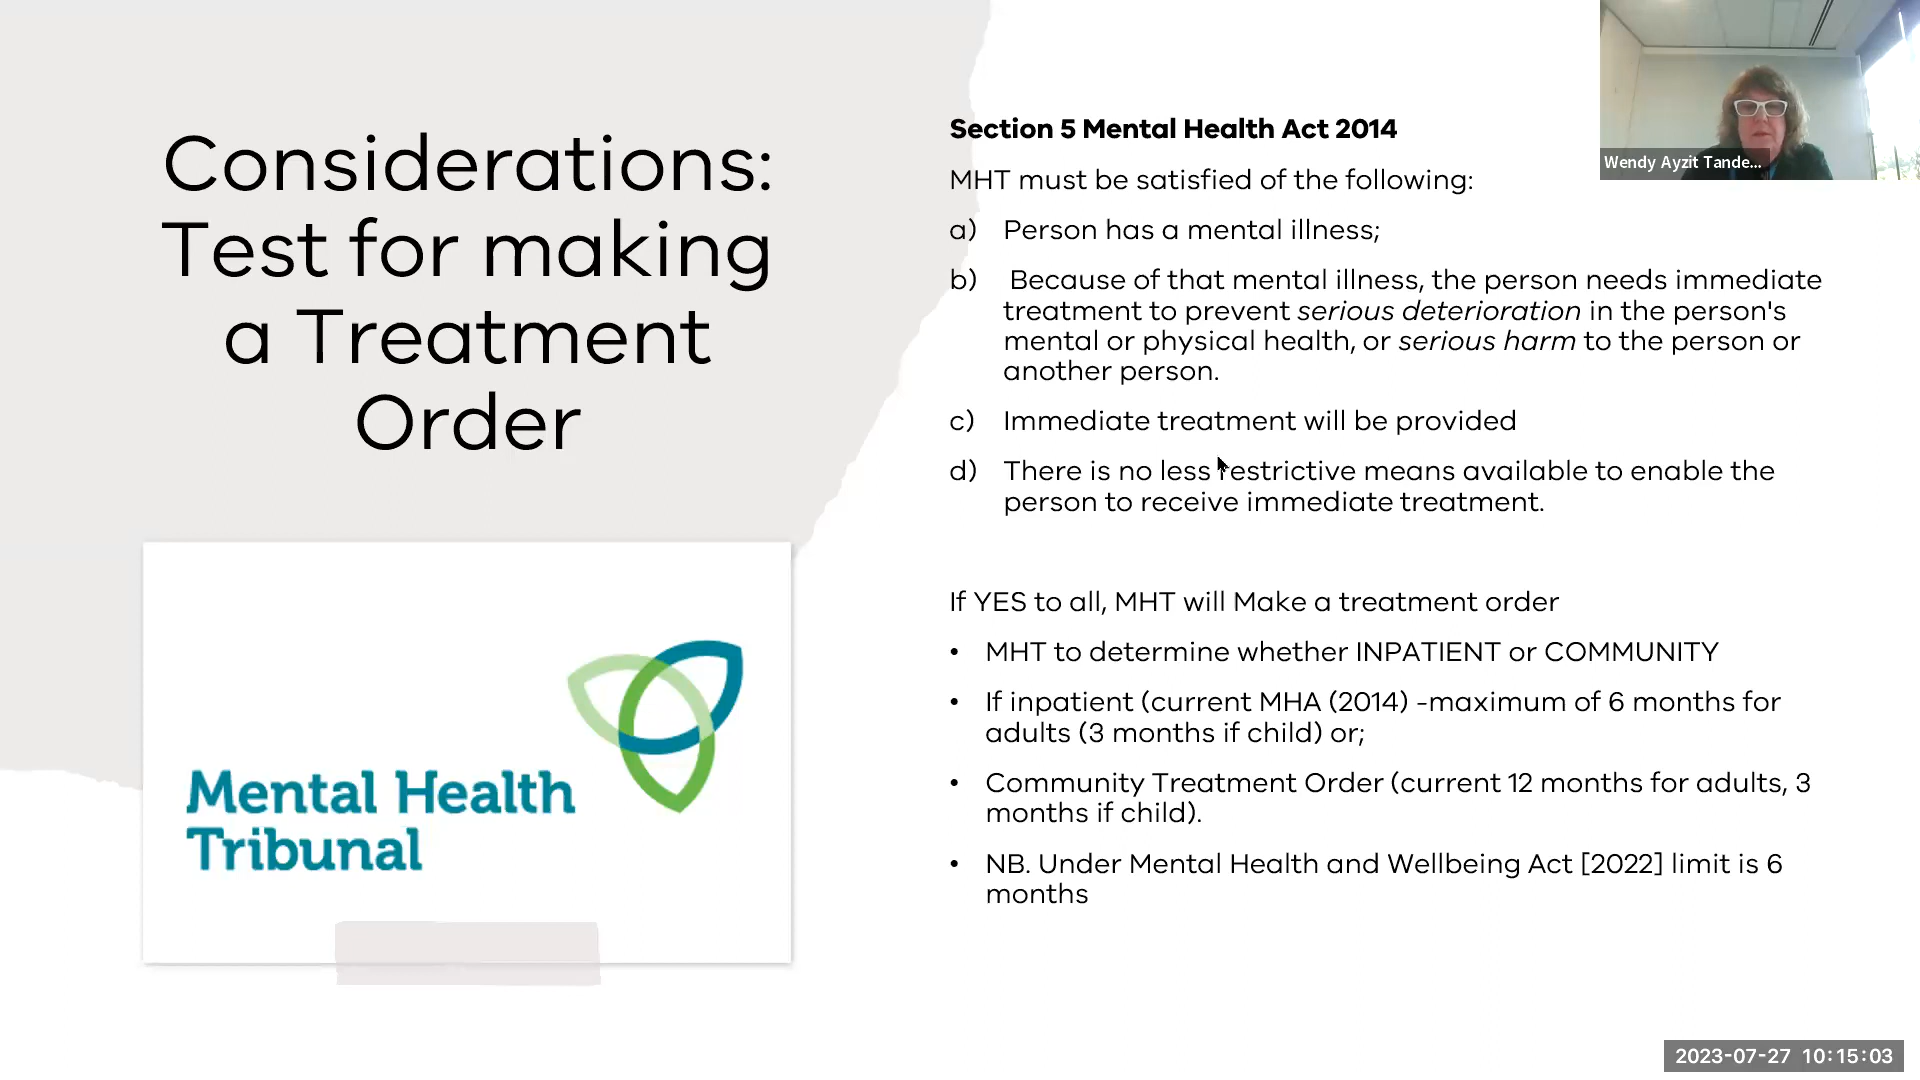 Considerations:
Test for making
a Treatment
Order
Mental Health
Tribunal
Section 5 Mental Health Act 2014
MHT must be satisfied of the following:
a) Person has a mental illness;
b) Because of that mental illness, the person needs immediate
treatment to prevent serious deterioration in the person's
mental or physical health, or serious harm to the person or
another person.
c) Immediate treatment will be provided
d) There is no less restrictive means available to enable the
person to receive immediate treatment.
If YES to all, MHT will Make a treatment order
• MHT to determine whether INPATIENT or COMMUNITY
• If inpatient (current MHA (2014) -maximum of 6 months for
adults (3 months if child) or;
• Community Treatment Order (current 12 months for adults, 3
months if child).
• NB. Under Mental Health and Wellbeing Act [2022] limit is 6
months
Wendy Ayzit Tande...
2023-07-27 10:15:03